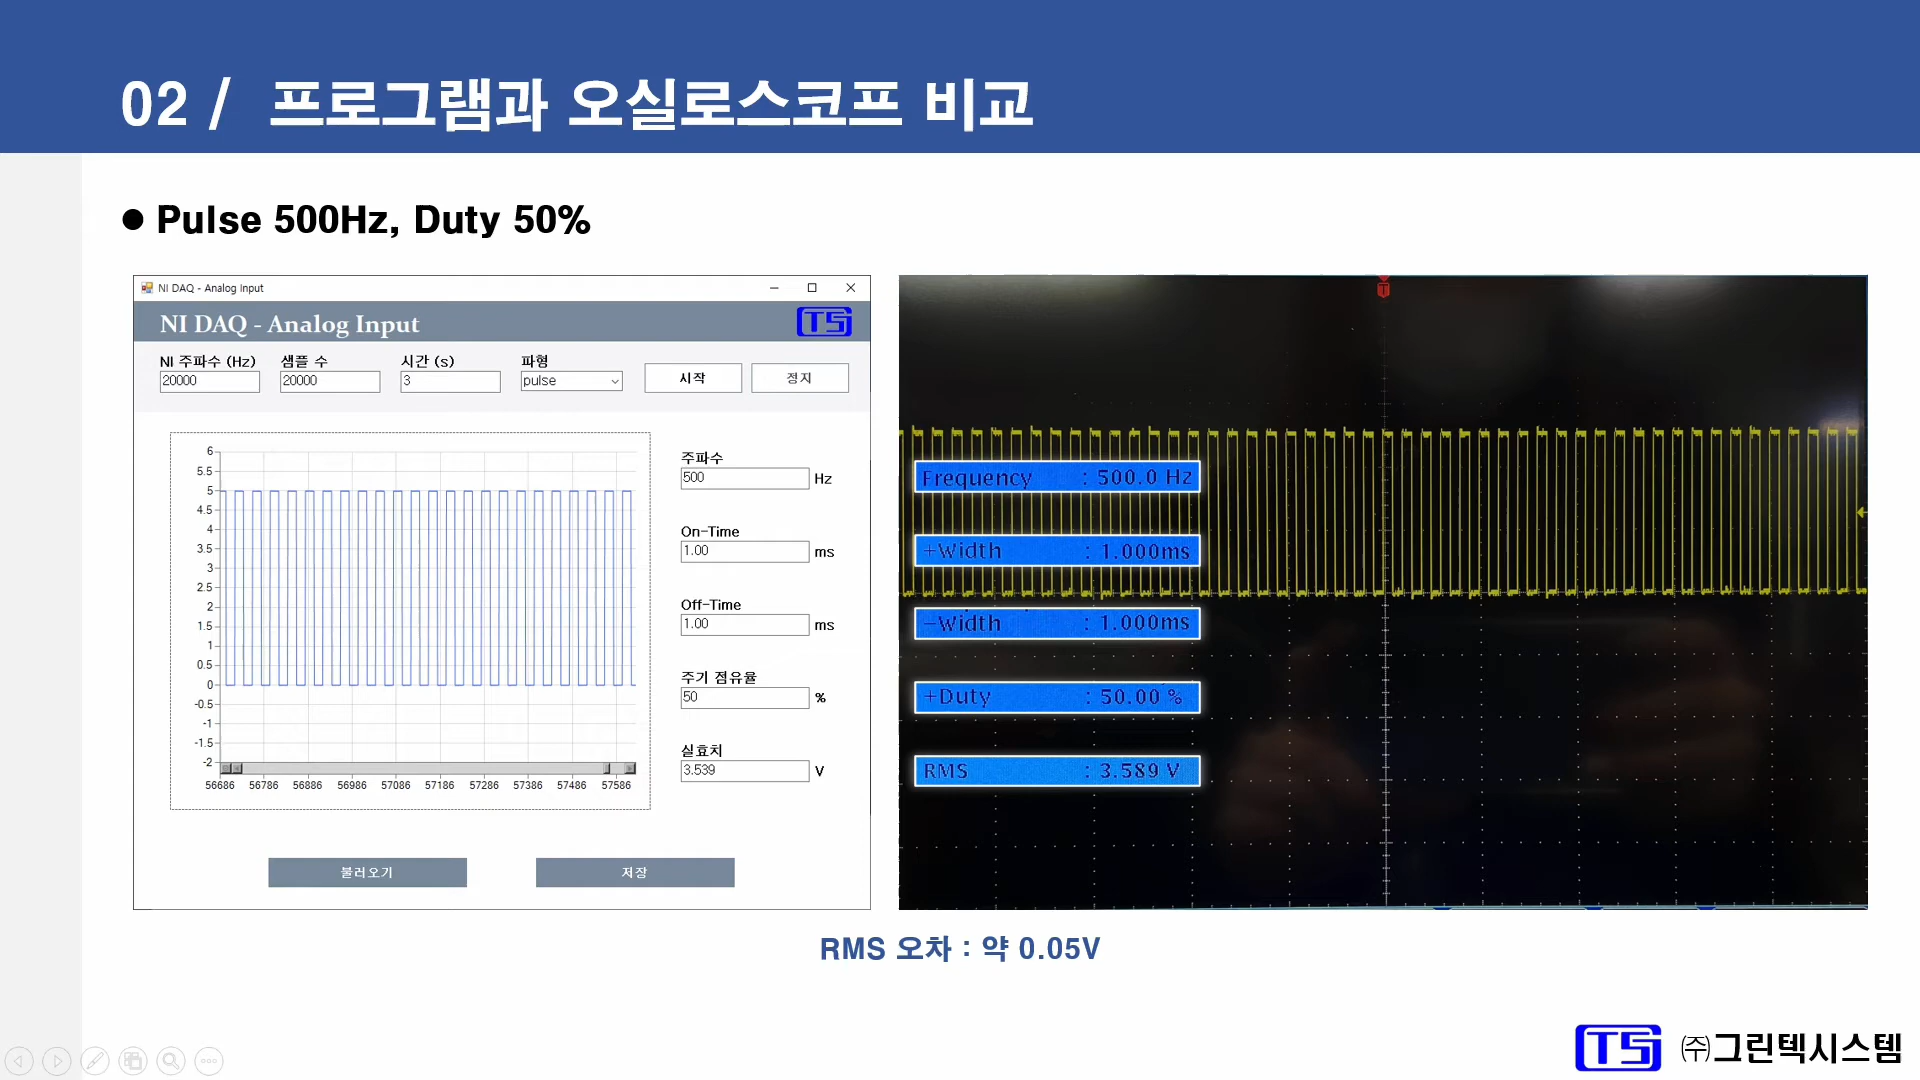 02 / 프로그램과 오실로스코프 비교
● Pulse 500Hz, Duty 50%
NI DAQ - Analog Input
NI DAQ - Analog Input
TS
NI 주파수 (Hz)
샘플 수
시간 (s)
파형
20000
20000
3
pulse
시작
정지
6
5.5
5
4.5
4
3.5
3
2.5
2
1.5
1
0.5
0
-0.5
-1
-1.5
-2
56686 56786 56886 56986 57086 57186 57286 57386 57486 57586
주파수
500 Hz
On-Time
1.00 ms
Off-Time
1.00 ms
주기 점유율
50 %
실효치
3.539 V
불러오기
저장
T
Frequency : 500.0 Hz
+Width : 1.000ms
-Width : 1.000ms
+Duty : 50.00 %
RMS : 3.589 V
RMS 오차 : 약 0.05V
TS ㈜그린텍시스템